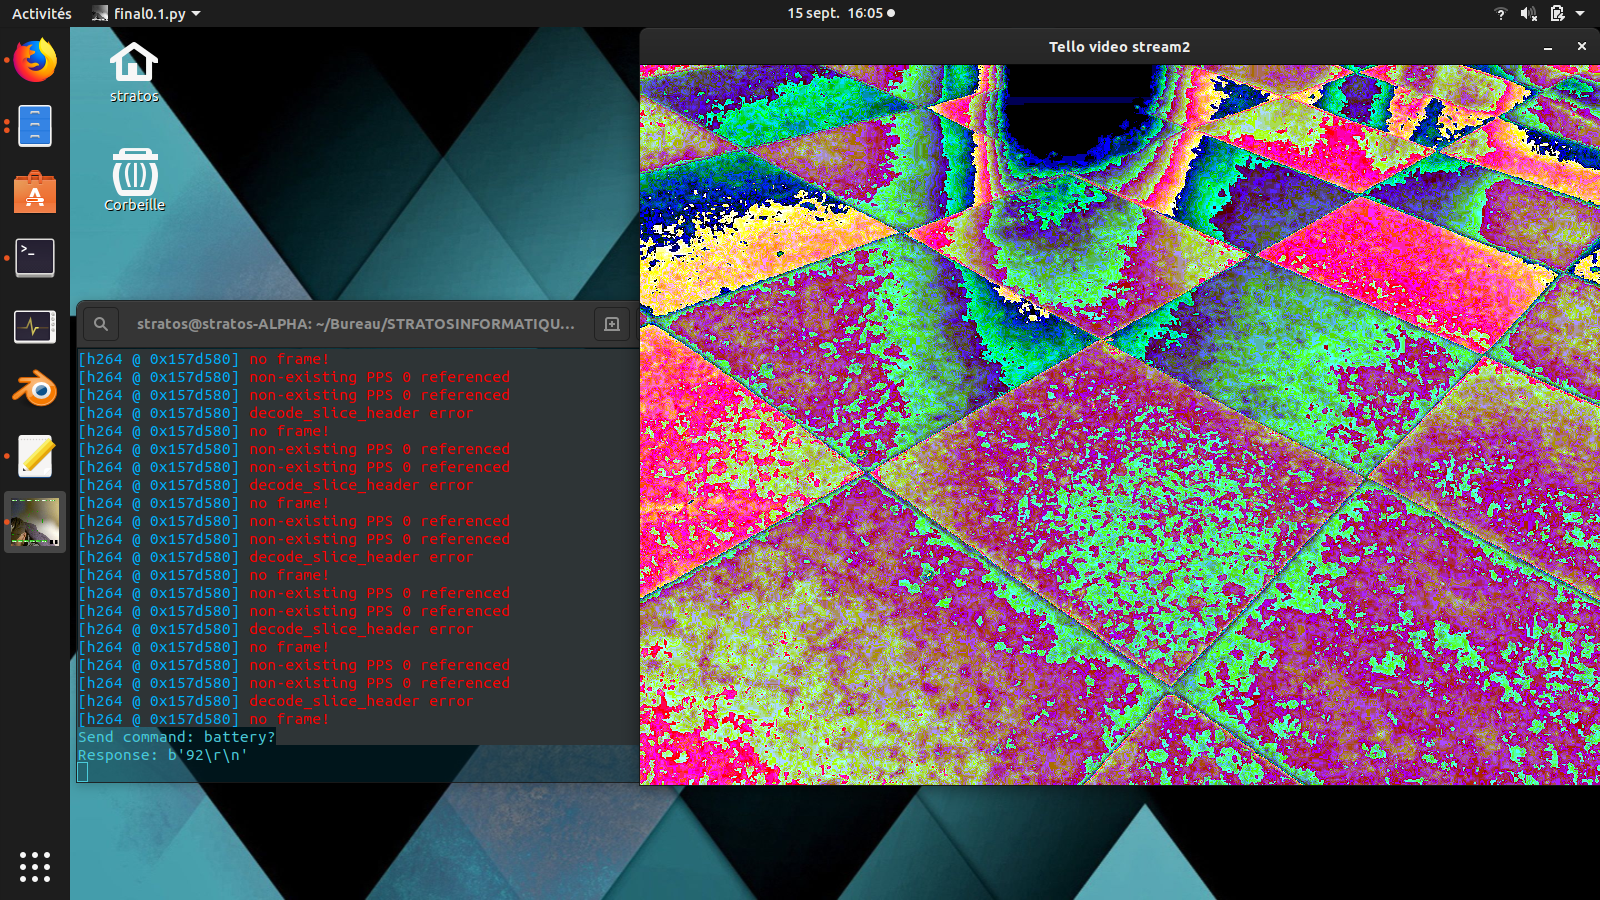 Activités
final0.1.py
15 sept. 16:05
stratos
Corbeille
Tello video stream2
stratos@stratos-ALPHA: ~/Bureau/STRATOSINFORMATIQU...
[h264 @ 0x157d580] no frame!
[h264 @ 0x157d580] non-existing PPS 0 referenced
[h264 @ 0x157d580] non-existing PPS 0 referenced
[h264 @ 0x157d580] decode_slice_header error
[h264 @ 0x157d580] no frame!
[h264 @ 0x157d580] non-existing PPS 0 referenced
[h264 @ 0x157d580] non-existing PPS 0 referenced
[h264 @ 0x157d580] decode_slice_header error
[h264 @ 0x157d580] no frame!
[h264 @ 0x157d580] non-existing PPS 0 referenced
[h264 @ 0x157d580] non-existing PPS 0 referenced
[h264 @ 0x157d580] decode_slice_header error
[h264 @ 0x157d580] no frame!
[h264 @ 0x157d580] non-existing PPS 0 referenced
[h264 @ 0x157d580] non-existing PPS 0 referenced
[h264 @ 0x157d580] decode_slice_header error
[h264 @ 0x157d580] no frame!
[h264 @ 0x157d580] non-existing PPS 0 referenced
[h264 @ 0x157d580] non-existing PPS 0 referenced
[h264 @ 0x157d580] decode_slice_header error
[h264 @ 0x157d580] no frame!
Send command: battery?
Response: b'92\r\n'